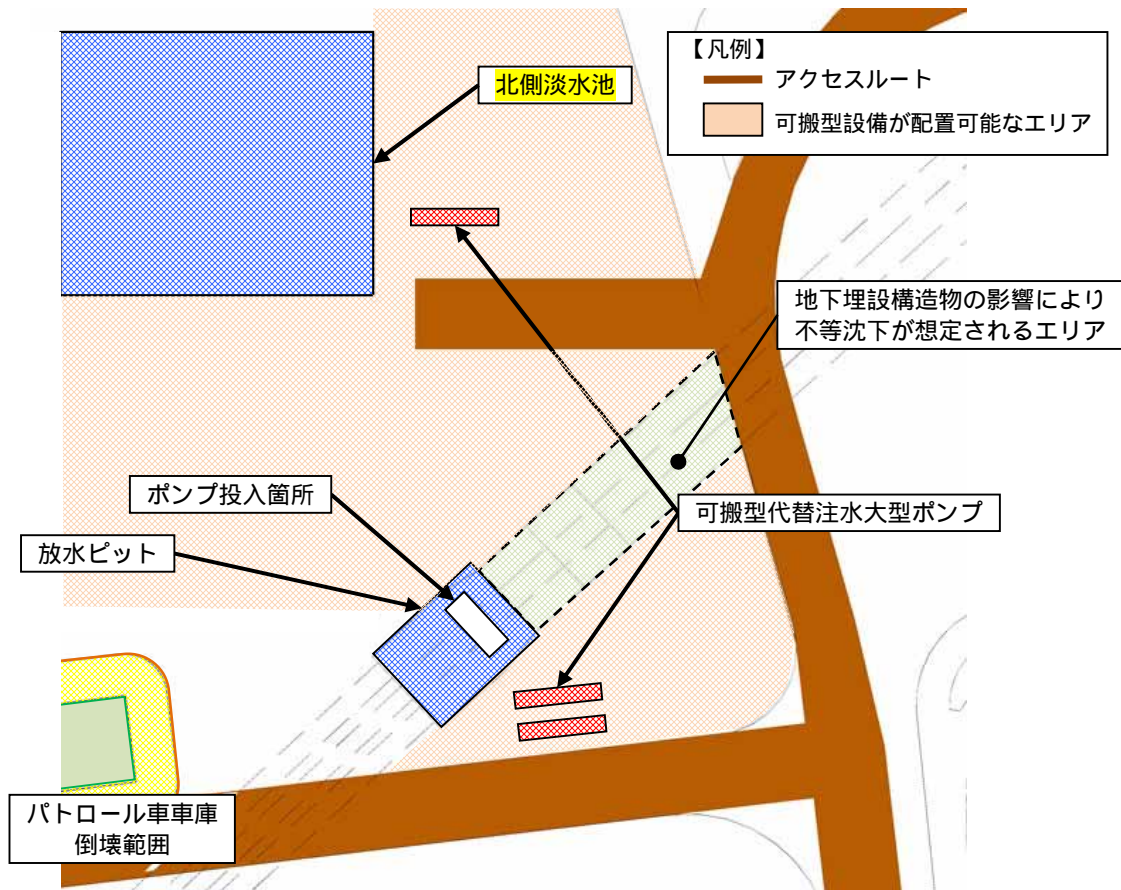 【凡例】
アクセスルート
可搬型設備が配置可能なエリア
北側淡水池
地下埋設構造物の影響により
不等沈下が想定されるエリア
ポンプ投入箇所
可搬型代替注水大型ポンプ
放水ピット
パトロール車車庫
倒壊範囲